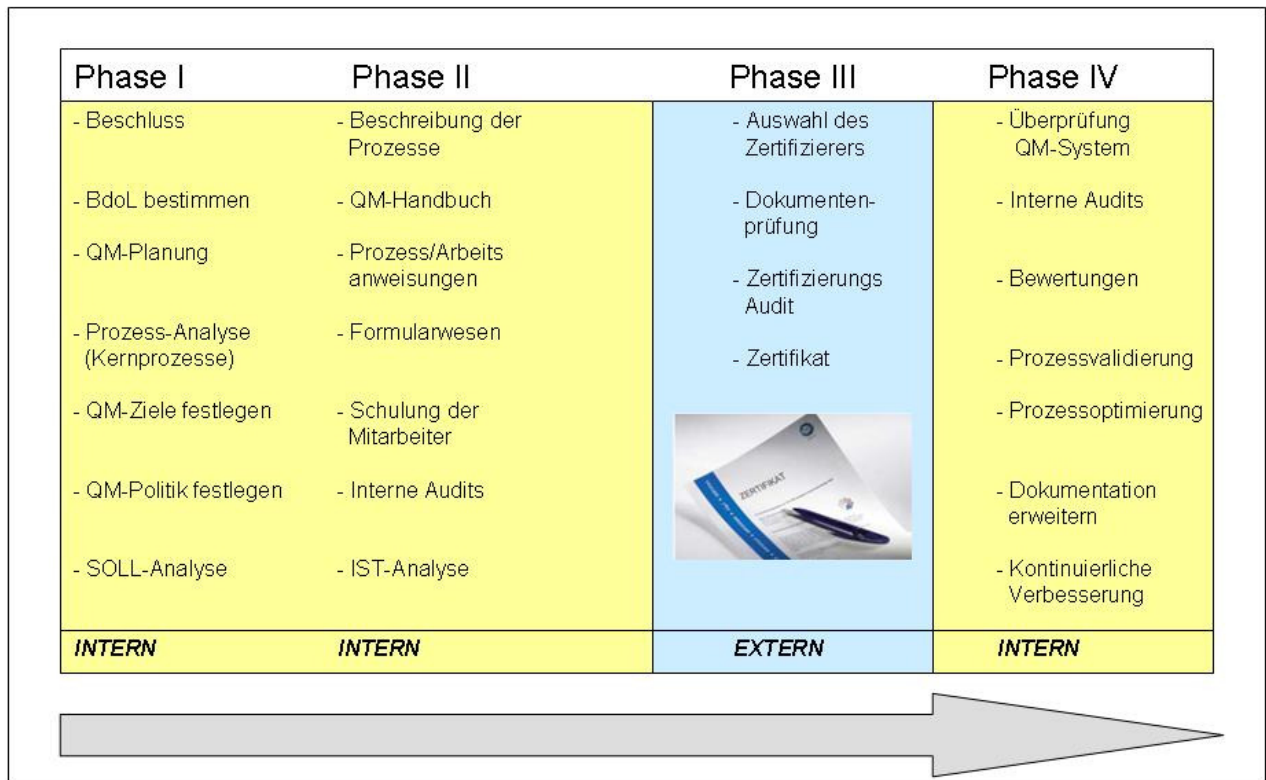 Phase I
Phase II
Phase III
Phase IV
- Beschluss
- BdoL bestimmen
- QM-Planung
- Prozess-Analyse
(Kernprozesse)
- QM-Ziele festlegen
- QM-Politik festlegen
- SOLL-Analyse
INTERN
- Beschreibung der
Prozesse
- QM-Handbuch
- Prozess/Arbeits
anweisungen
- Formularwesen
- Schulung der
Mitarbeiter
- Interne Audits
- IST-Analyse
INTERN
- Auswahl des
Zertifizierers
- Dokumenten-
prüfung
- Zertifizierungs
Audit
- Zertifikat
ZERTIFIKAT
EXTERN
- Überprüfung
QM-System
- Interne Audits
- Bewertungen
- Prozessvalidierung
- Prozessoptimierung
- Dokumentation
erweitern
- Kontinuierliche
Verbesserung
INTERN